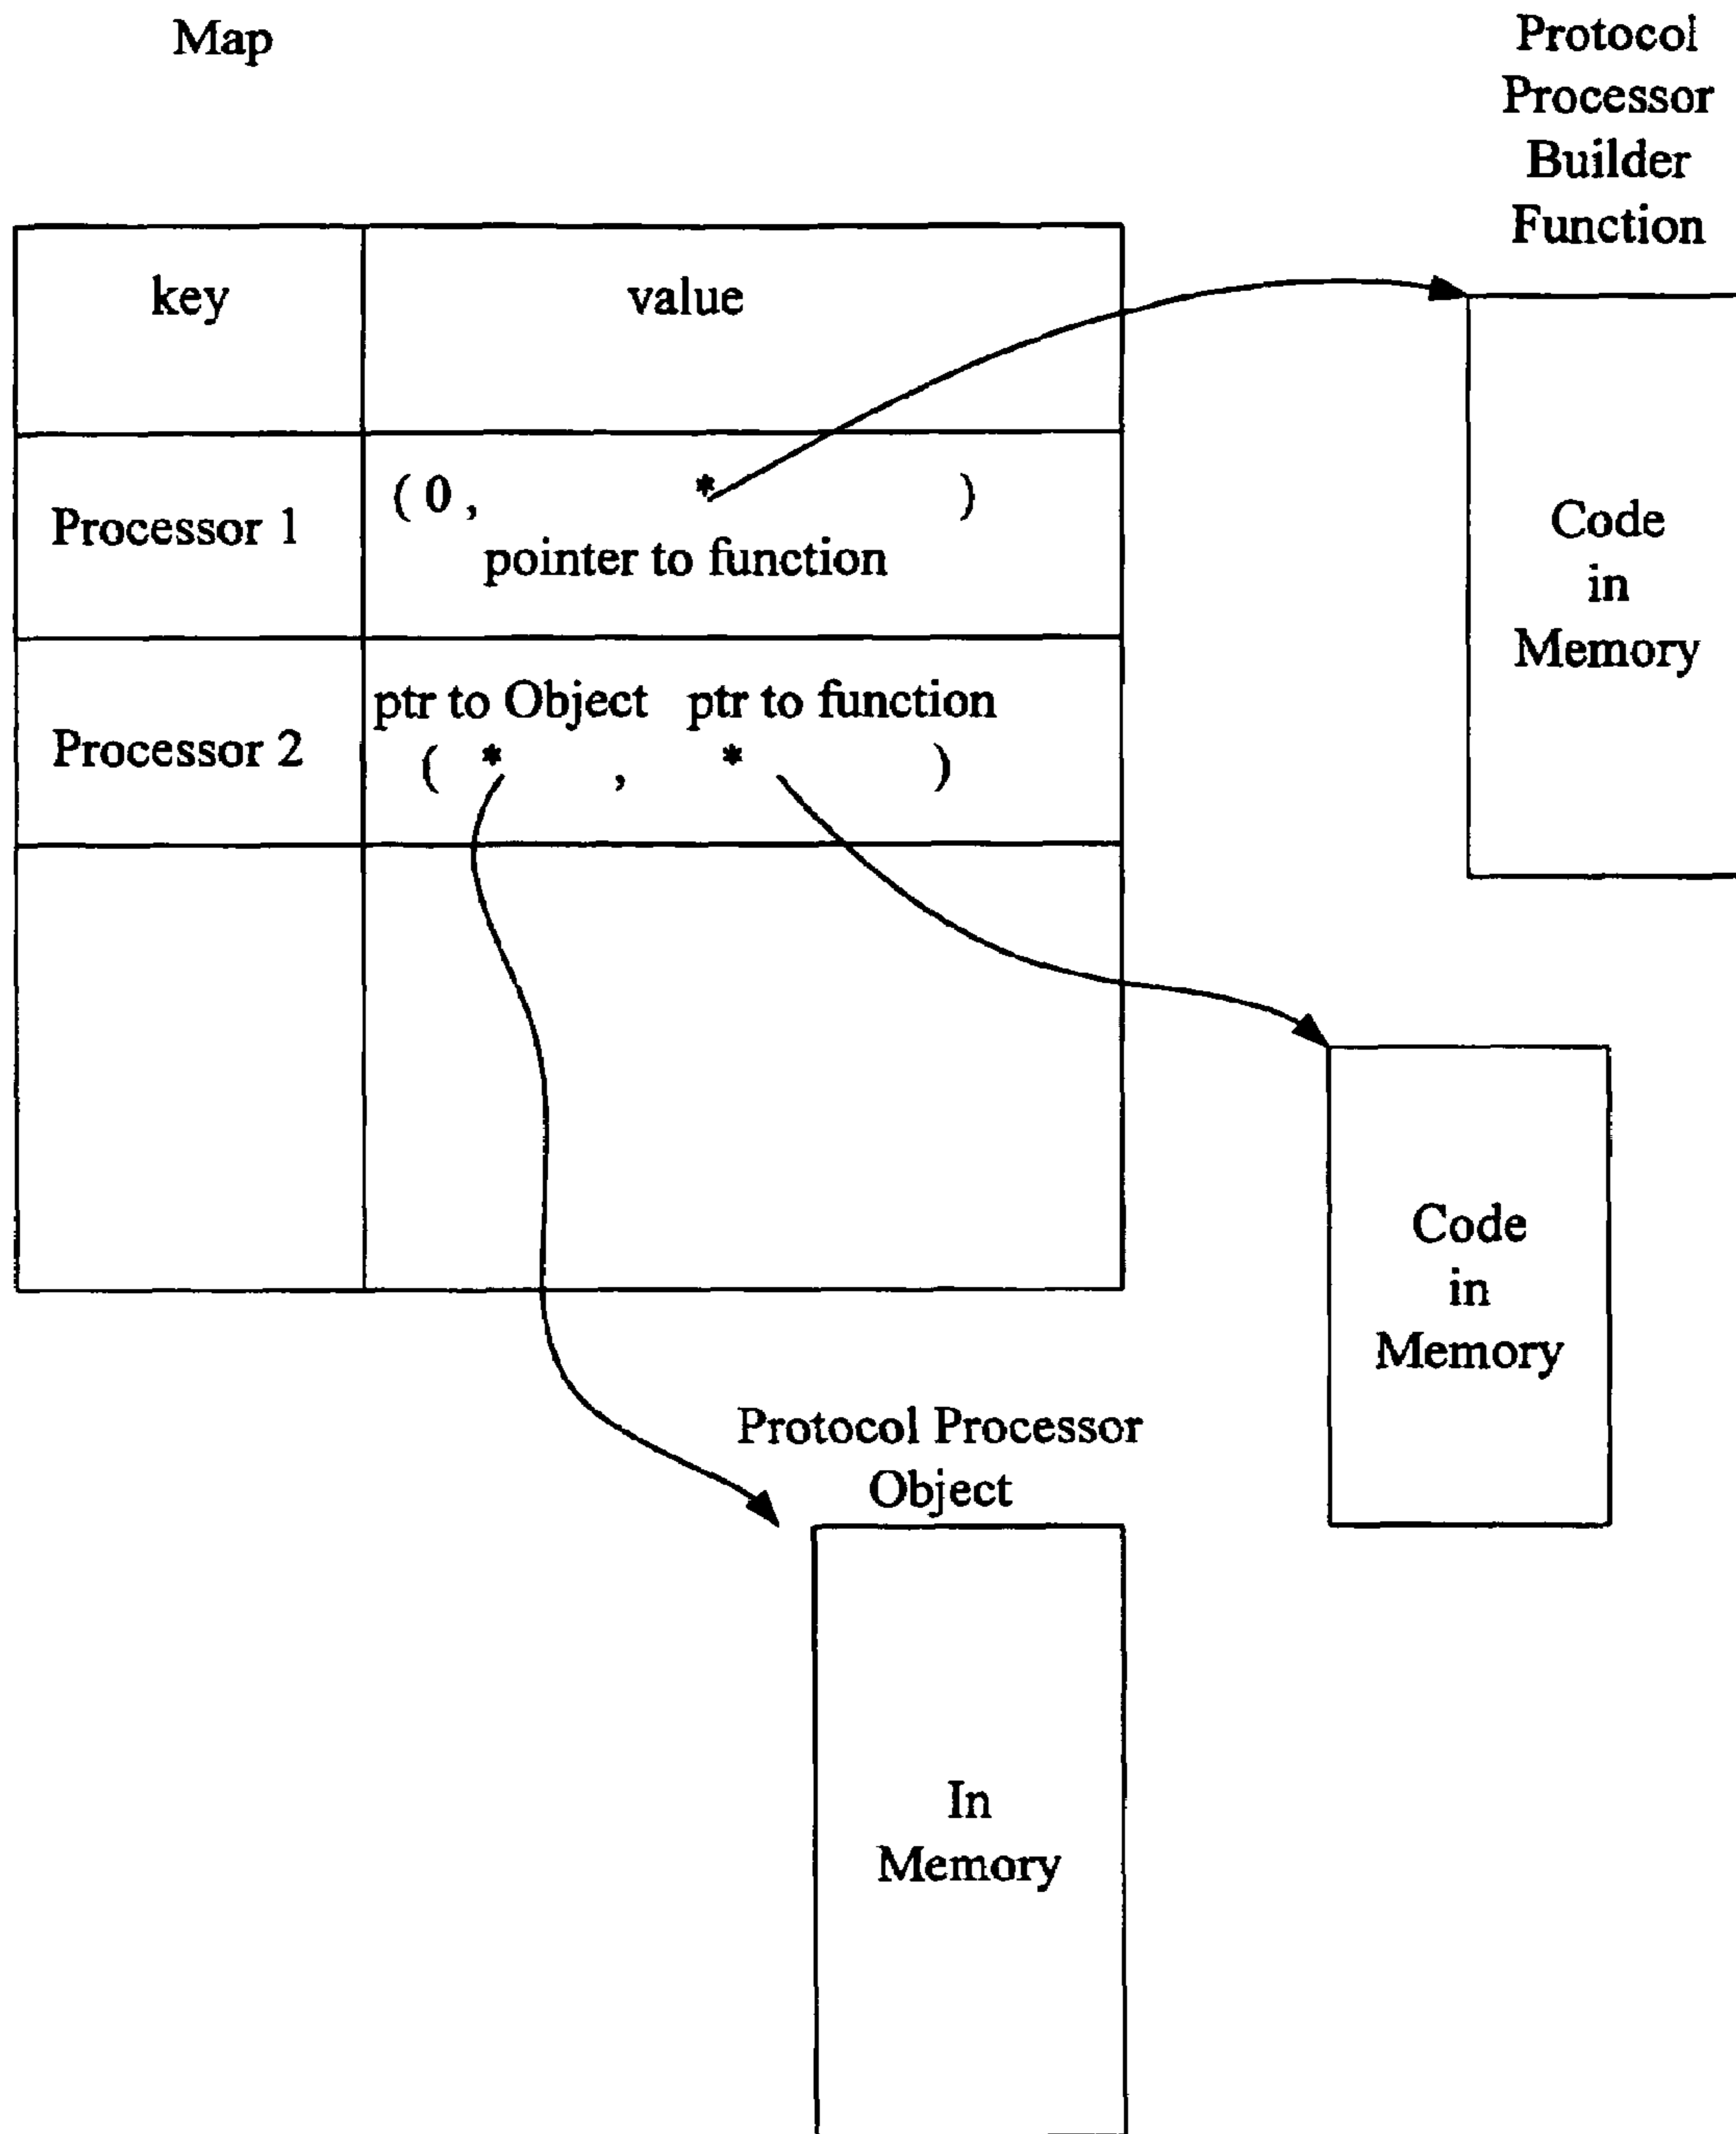 Map
Protocol
Processor
Builder
Function
key
value
Processor 1
( 0 , * )
pointer to function
Code
in
Memory
Processor 2
ptr to Object ptr to function
( * , * )
Code
in
Memory
Protocol Processor
Object
In
Memory